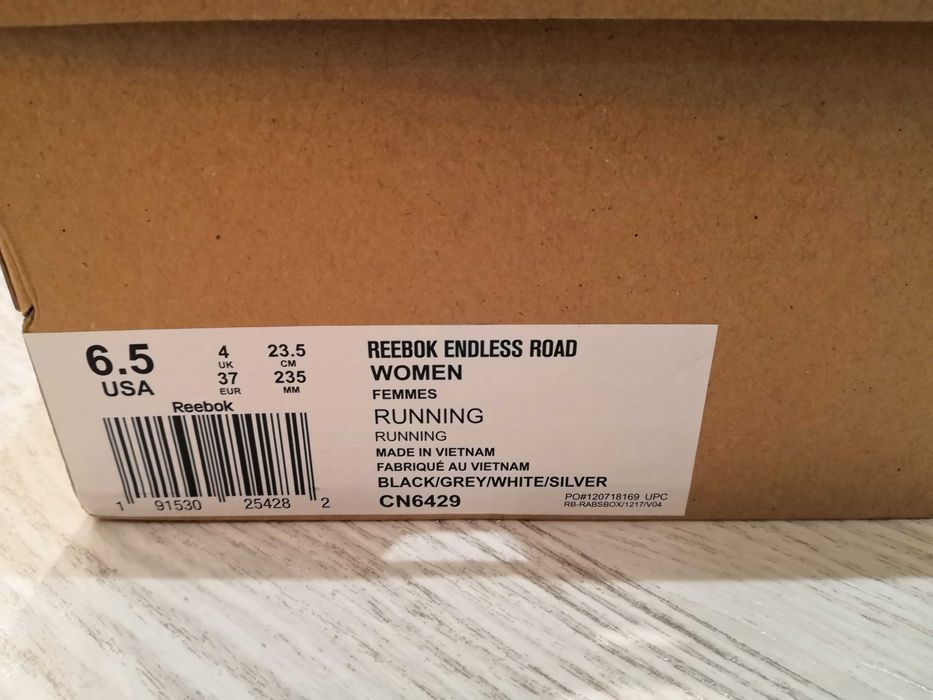 6.5
USA
4
UK
37
EUR
23.5
CM
235
MM
Reebok
1 91530 25428 2
REEBOK ENDLESS ROAD
WOMEN
FEMMES
RUNNING
RUNNING
MADE IN VIETNAM
FABRIQUÉ AU VIETNAM
BLACK/GREY/WHITE/SILVER
CN6429
PO#120718169 UPC
RB-RABSBOX/1217/V04